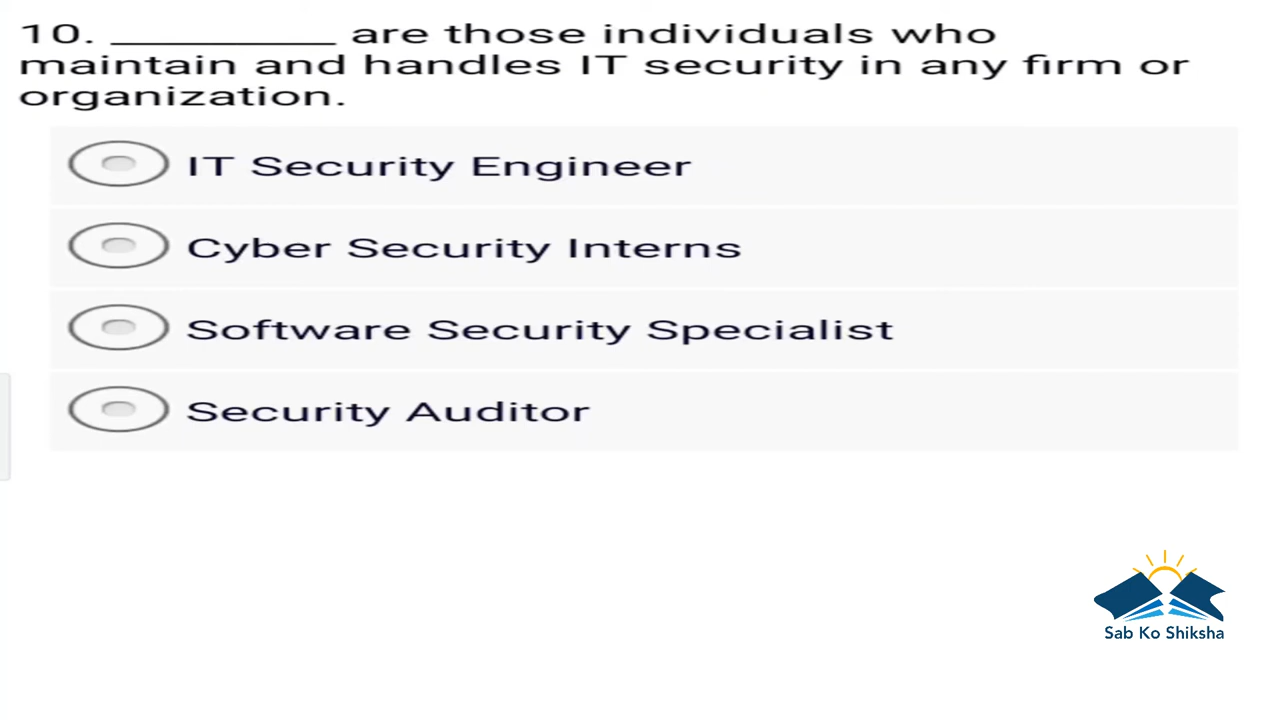 10. __________ are those individuals who
maintain and handles IT security in any firm or
organization.
IT Security Engineer
Cyber Security Interns
Software Security Specialist
Security Auditor
Sab Ko Shiksha